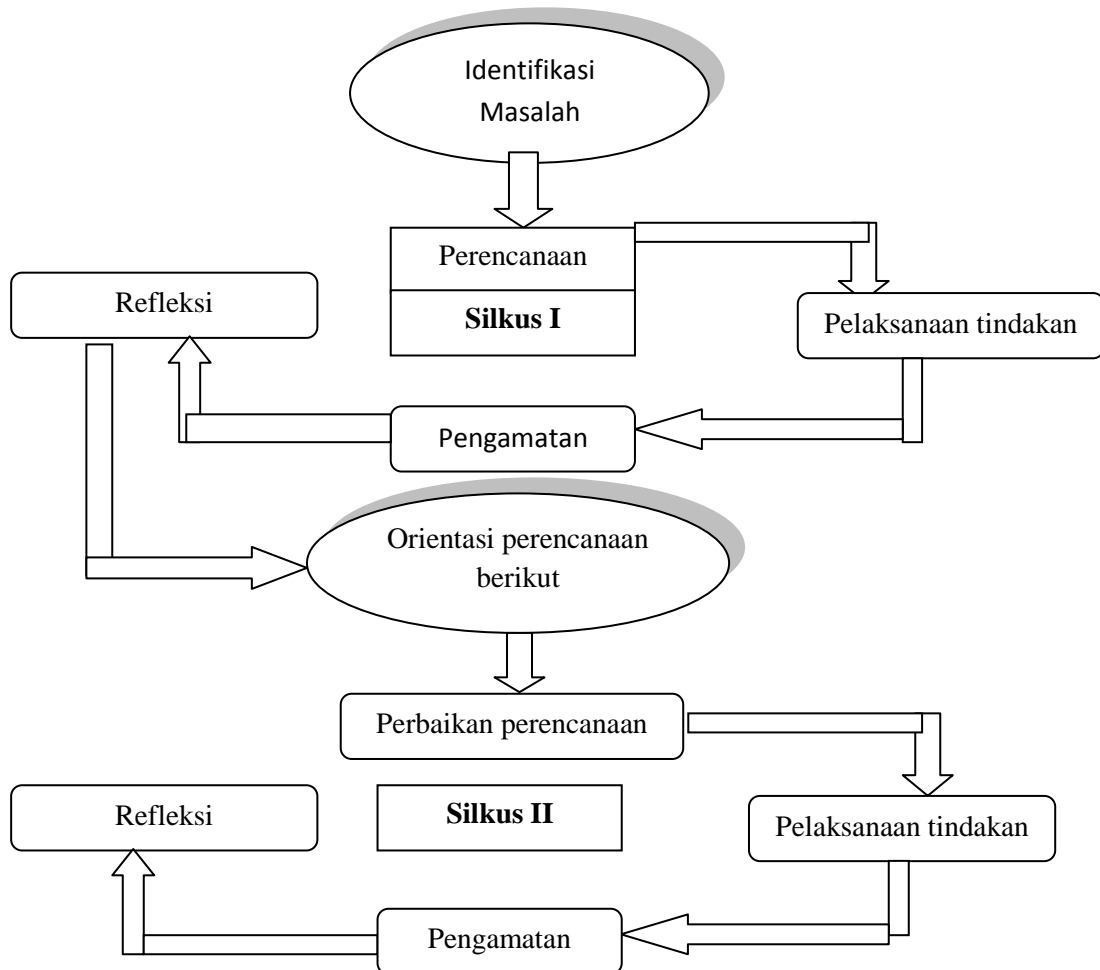 Identifikasi
Masalah
Perencanaan
Refleksi
Silkus I
Pelaksanaan tindakan
Pengamatan
Orientasi perencanaan
berikut
Perbaikan perencanaan
Refleksi
Silkus II
Pelaksanaan tindakan
Pengamatan